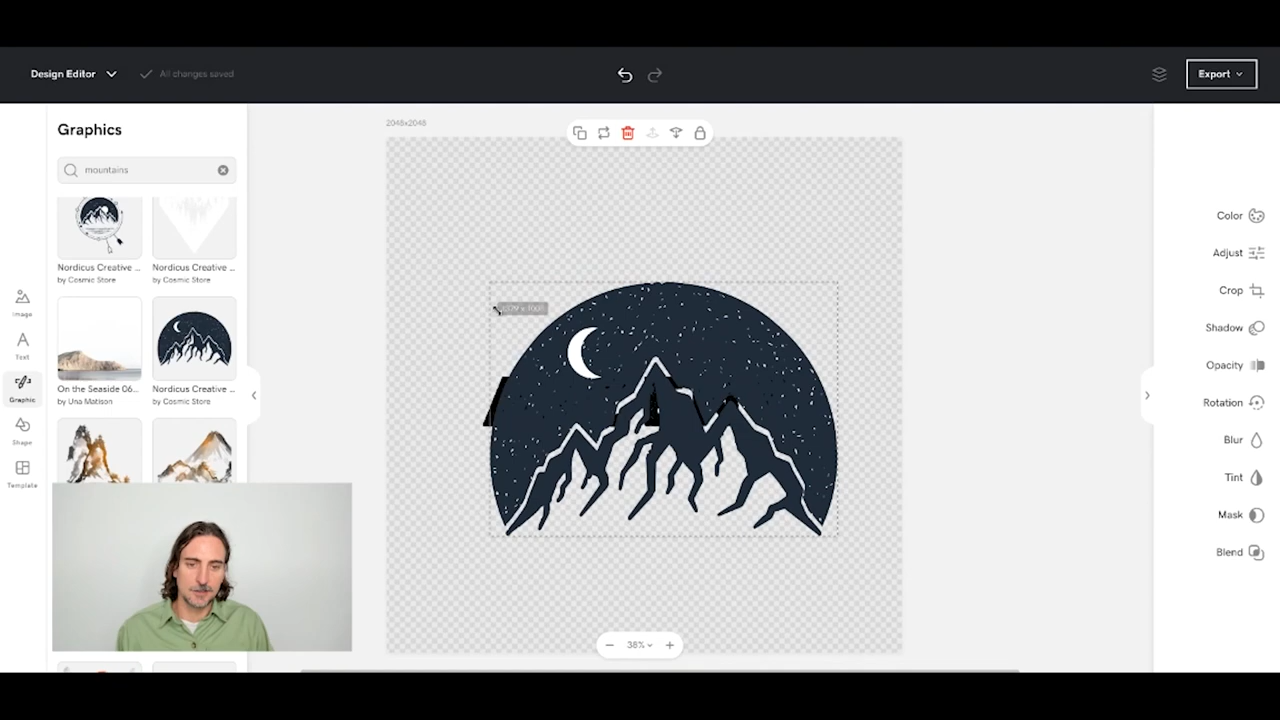 Design Editor
All changes saved
Export
Graphics
2048x2048
mountains
Nordicus Creative ...
by Cosmic Store
Nordicus Creative ...
by Cosmic Store
On the Seaside 06...
by Una Matison
Nordicus Creative ...
by Cosmic Store
Image
Text
Graphic
Shape
Template
Color
Adjust
Crop
Shadow
Opacity
Rotation
Blur
Tint
Mask
Blend
38%